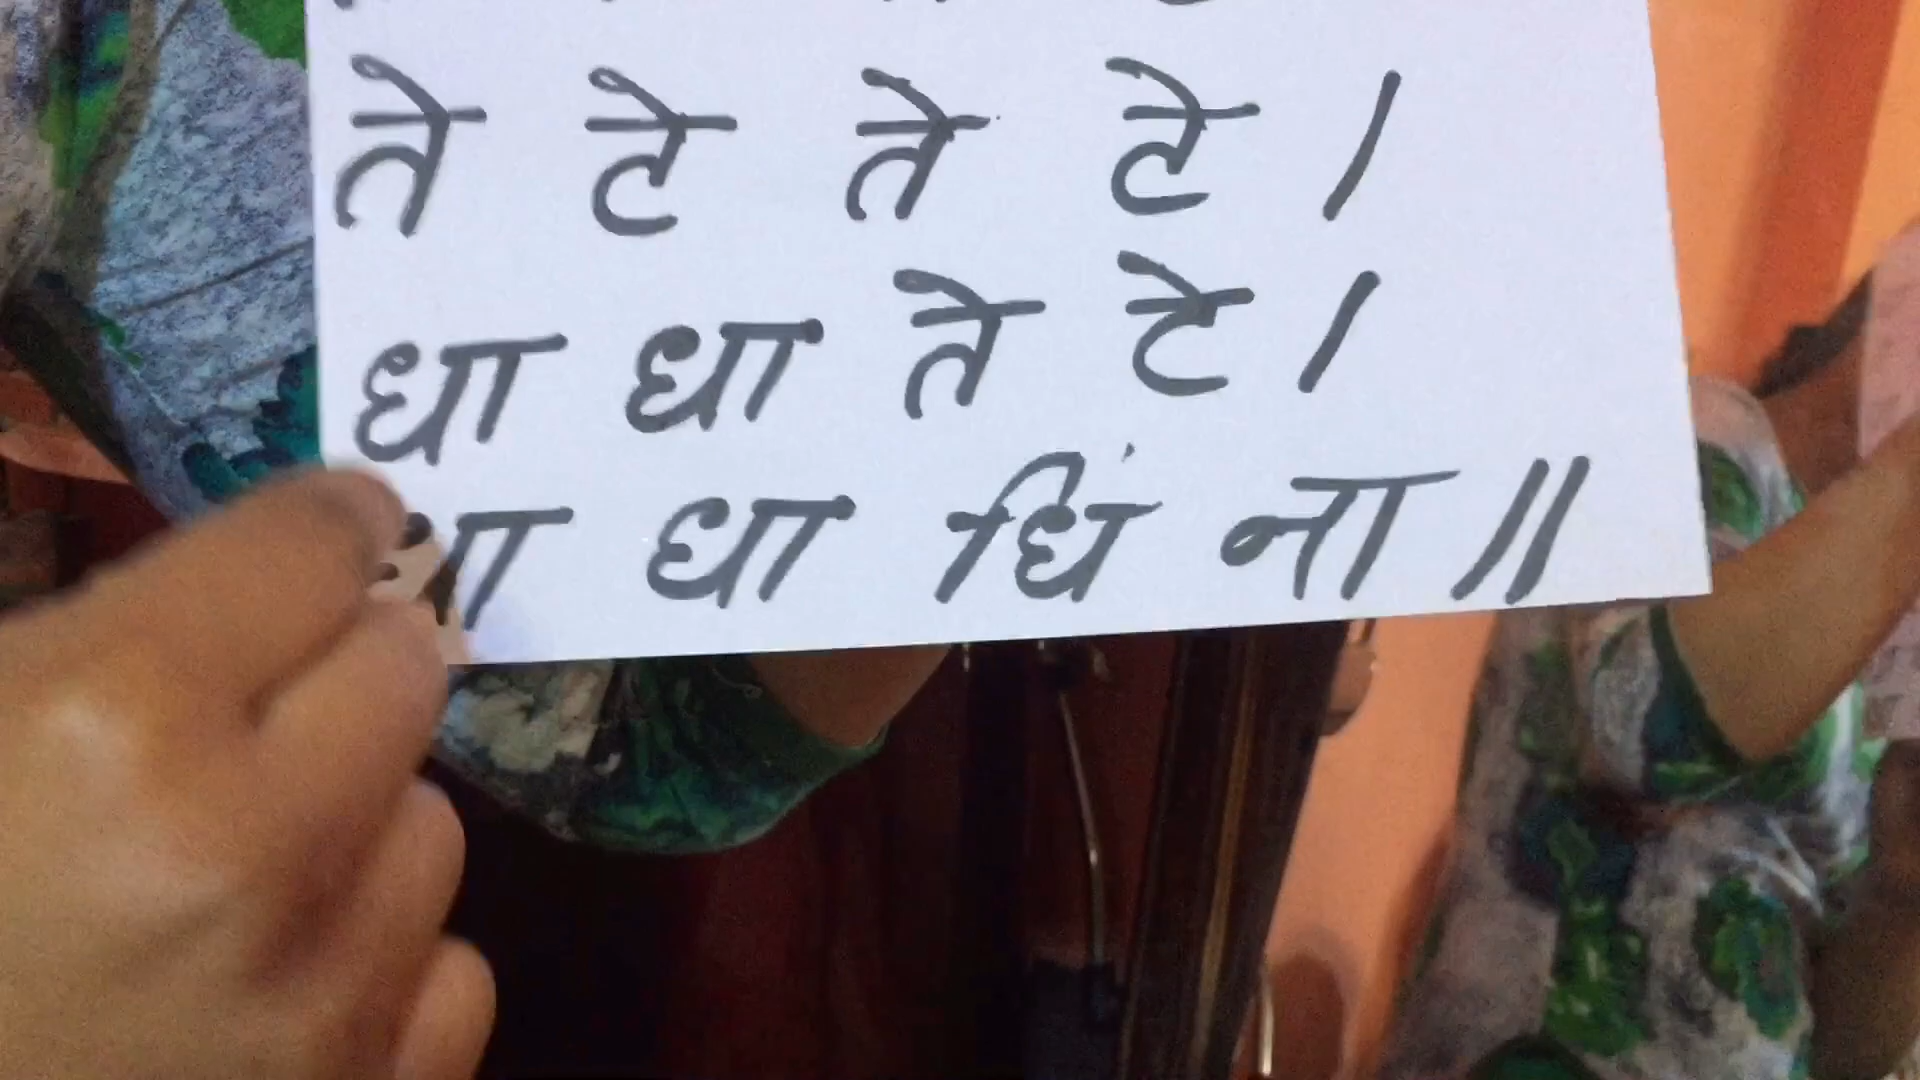 ते टे ते टे ।
धा धा ते टे ।
धा धिं ना ॥